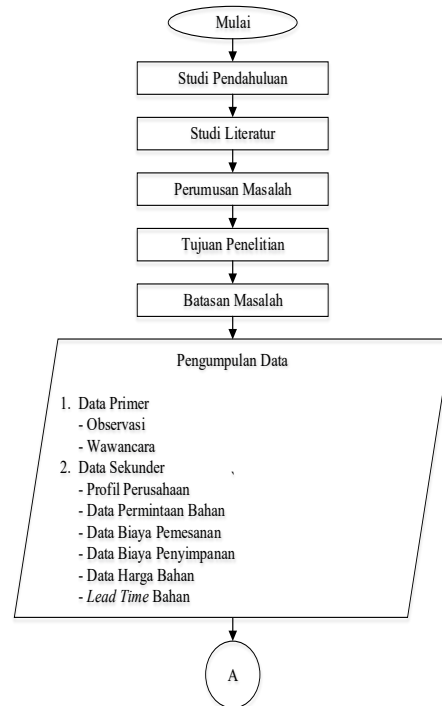 Mulai
Studi Pendahuluan
Studi Literatur
Perumusan Masalah
Tujuan Penelitian
Batasan Masalah
Pengumpulan Data
1. Data Primer
- Observasi
- Wawancara
2. Data Sekunder
- Profil Perusahaan
- Data Permintaan Bahan
- Data Biaya Pemesanan
- Data Biaya Penyimpanan
- Data Harga Bahan
- Lead Time Bahan
A